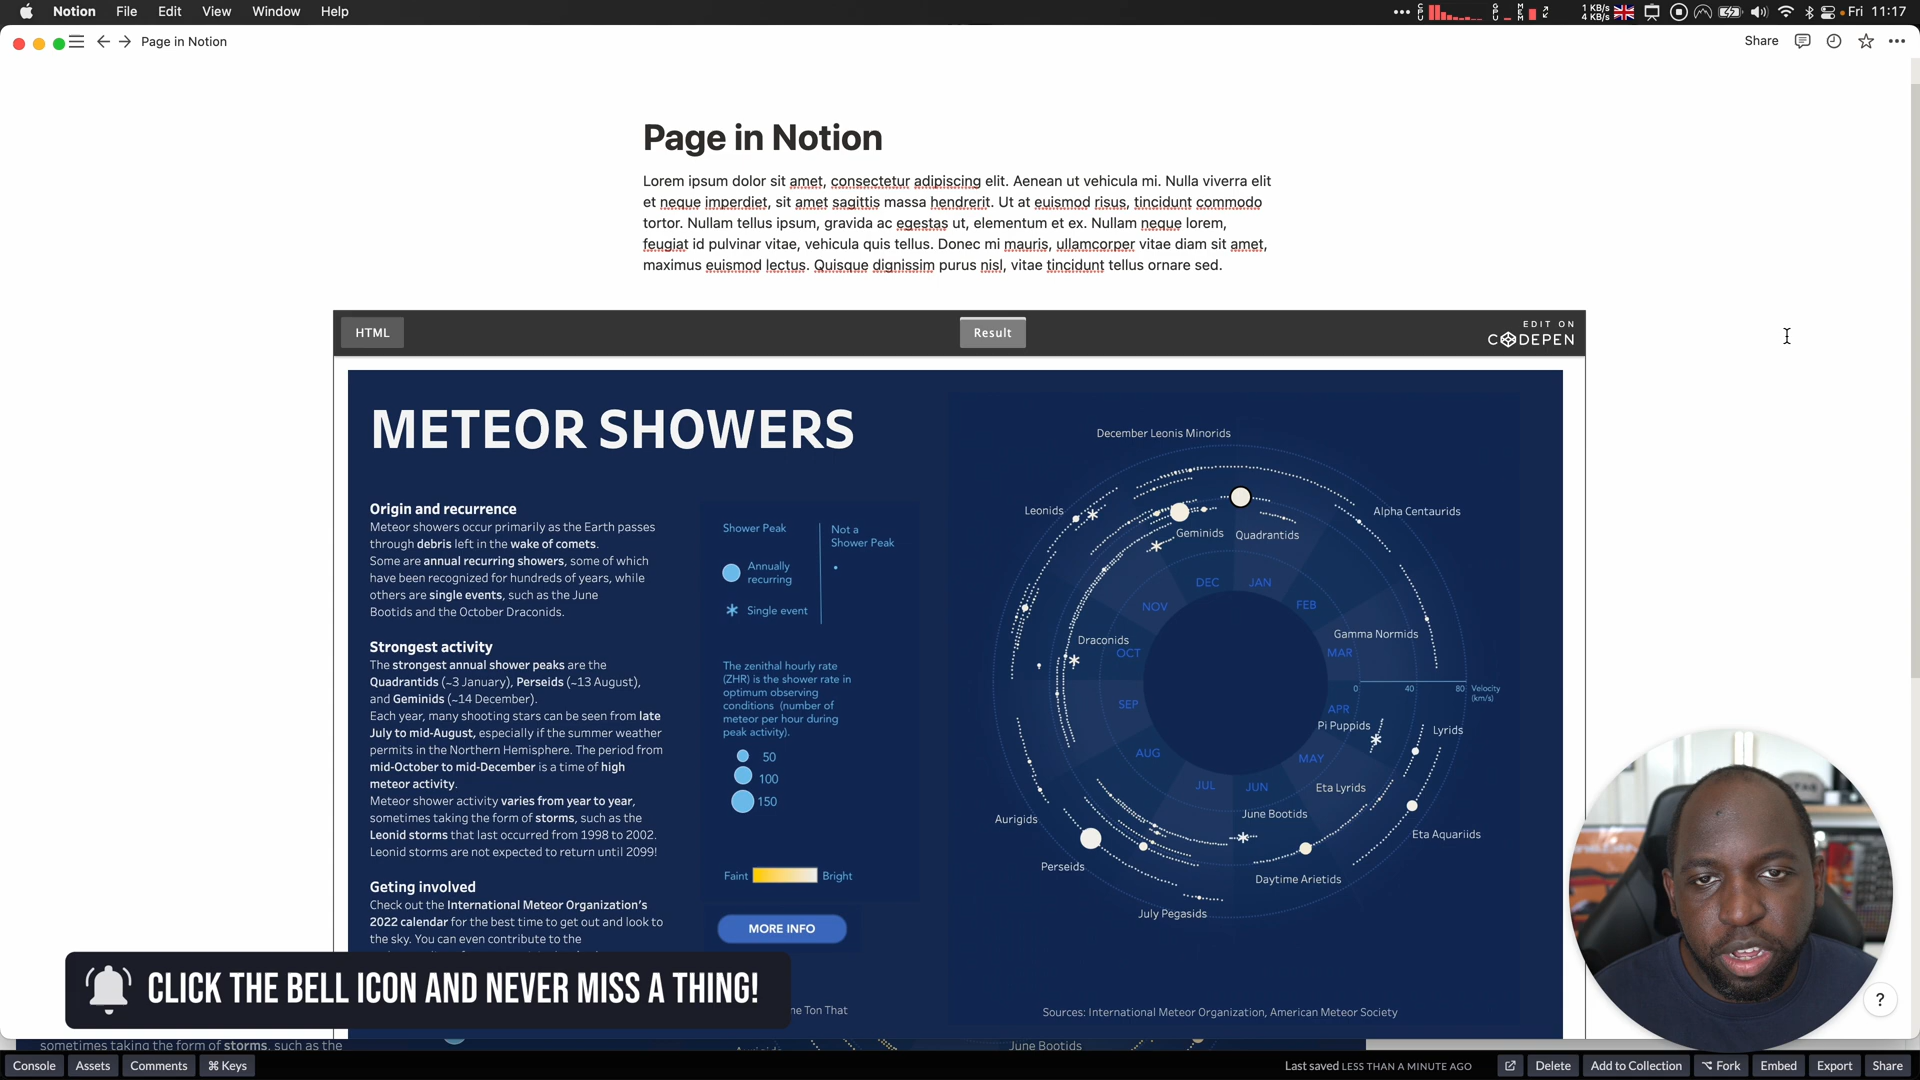 Notion File Edit View Window Help
1 KB/s
4 KB/s
Fri 11:17
Page in Notion
Share
Page in Notion
Lorem ipsum dolor sit amet, consectetur adipiscing elit. Aenean ut vehicula mi. Nulla viverra elit
et neque imperdiet, sit amet sagittis massa hendrerit. Ut at euismod risus, tincidunt commodo
tortor. Nullam tellus ipsum, gravida ac egestas ut, elementum et ex. Nullam neque lorem,
feugiat id pulvinar vitae, vehicula quis tellus. Donec mi mauris, ullamcorper vitae diam sit amet,
maximus euismod lectus. Quisque dignissim purus nisl, vitae tincidunt tellus ornare sed.
HTML
Result
EDIT ON
CODEPEN
METEOR SHOWERS
Origin and recurrence
Meteor showers occur primarily as the Earth passes
through debris left in the wake of comets.
Some are annual recurring showers, some of which
have been recognized for hundreds of years, while
others are single events, such as the June
Bootids and the October Draconids.
Strongest activity
The strongest annual shower peaks are the
Quadrantids (~3 January), Perseids (~13 August),
and Geminids (~14 December).
Each year, many shooting stars can be seen from late
July to mid-August, especially if the summer weather
permits in the Northern Hemisphere. The period from
mid-October to mid-December is a time of high
meteor activity.
Meteor shower activity varies from year to year,
sometimes taking the form of storms, such as the
Leonid storms that last occurred from 1998 to 2002.
Leonid storms are not expected to return until 2099!
Geting involved
Check out the International Meteor Organization's
2022 calendar for the best time to get out and look to
the sky. You can even contribute to the
Shower Peak
Not a
Shower Peak
Annually
recurring
Single event
The zenithal hourly rate
(ZHR) is the shower rate in
optimum observing
conditions (number of
meteor per hour during
peak activity).
50
100
150
Faint
Bright
MORE INFO
December Leonis Minorids
Leonids
Alpha Centaurids
Geminids
Quadrantids
DEC
JAN
NOV
FEB
Gamma Normids
Draconids
OCT
MAR
0
40
80
Velocity
(km/s)
SEP
APR
Pi Puppids
Lyrids
AUG
MAY
JUL
JUN
Eta Lyrids
June Bootids
Aurigids
Eta Aquariids
Perseids
Daytime Arietids
July Pegasids
CLICK THE BELL ICON AND NEVER MISS A THING!
ne Ton That
Sources: International Meteor Organization, American Meteor Society
?
sometimes taking the form of storms, such as the
June Bootids
Console
Assets
Comments
⌘ Keys
Last saved LESS THAN A MINUTE AGO
Delete
Add to Collection
Fork
Embed
Export
Share